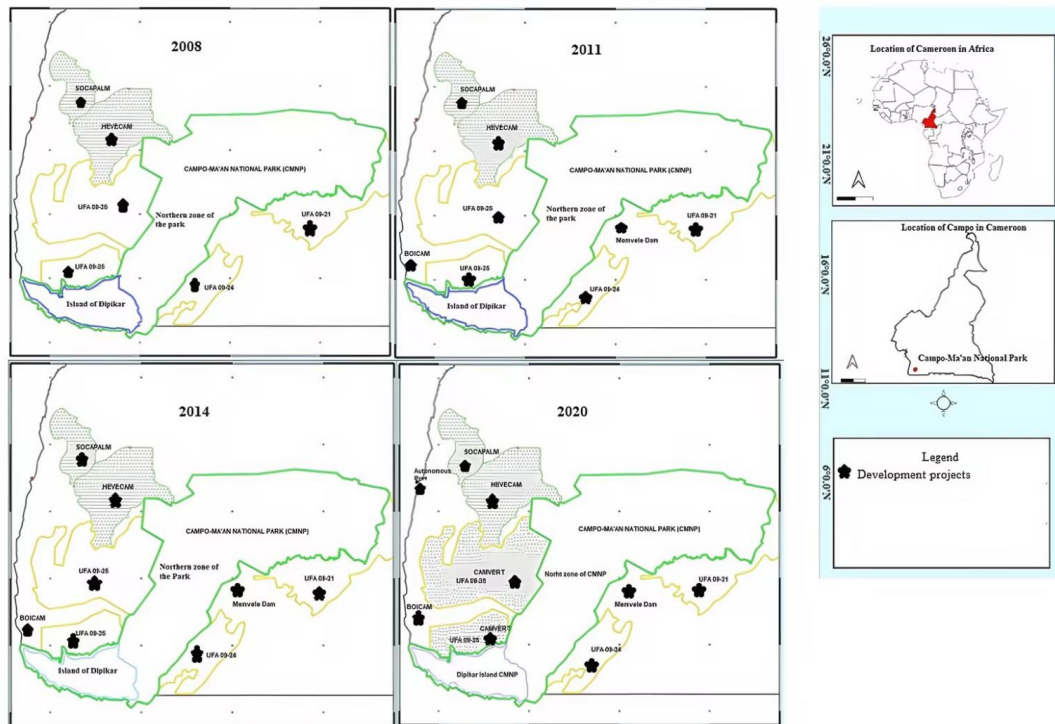 2008
SOCAPALM
HEVECAM
CAMPO-MA'AN NATIONAL PARK (CMNP)
UFA 09-25
Northern zone of
the park
UFA 09-21
UFA 09-25
UFA 09-24
Island of Dipikar
2011
SOCAPALM
HEVECAM
CAMPO-MA'AN NATIONAL PARK (CMNP)
UFA 09-25
Northern zone of
the park
UFA 09-21
Memvele Dam
BOICAM
UFA 09-25
UFA 09-24
Island of Dipikar
2014
SOCAPALM
HEVECAM
CAMPO-MA'AN NATIONAL PARK (CMNP)
Northern zone of
the Park
UFA 09-25
UFA 09-21
Memvele Dam
BOICAM
UFA 09-25
UFA 09-24
Island of Dipikar
2020
SOCAPALM
Autonomous
Port
HEVECAM
CAMPO-MA'AN NATIONAL PARK (CMNP)
CAMVERT
Norht zone of CMNP
UFA 09-25
UFA 09-21
Memvele Dam
BOICAM
CAMVERT
UFA 09-25
UFA 09-24
Dipikar Island CMNP
Location of Cameroon in Africa
Location of Campo in Cameroon
Campo-Ma'an National Park
26°0.0'N
21°0.0'N
16°0.0'N
11°0.0'N
6°0.0'N
Legend
Development projects